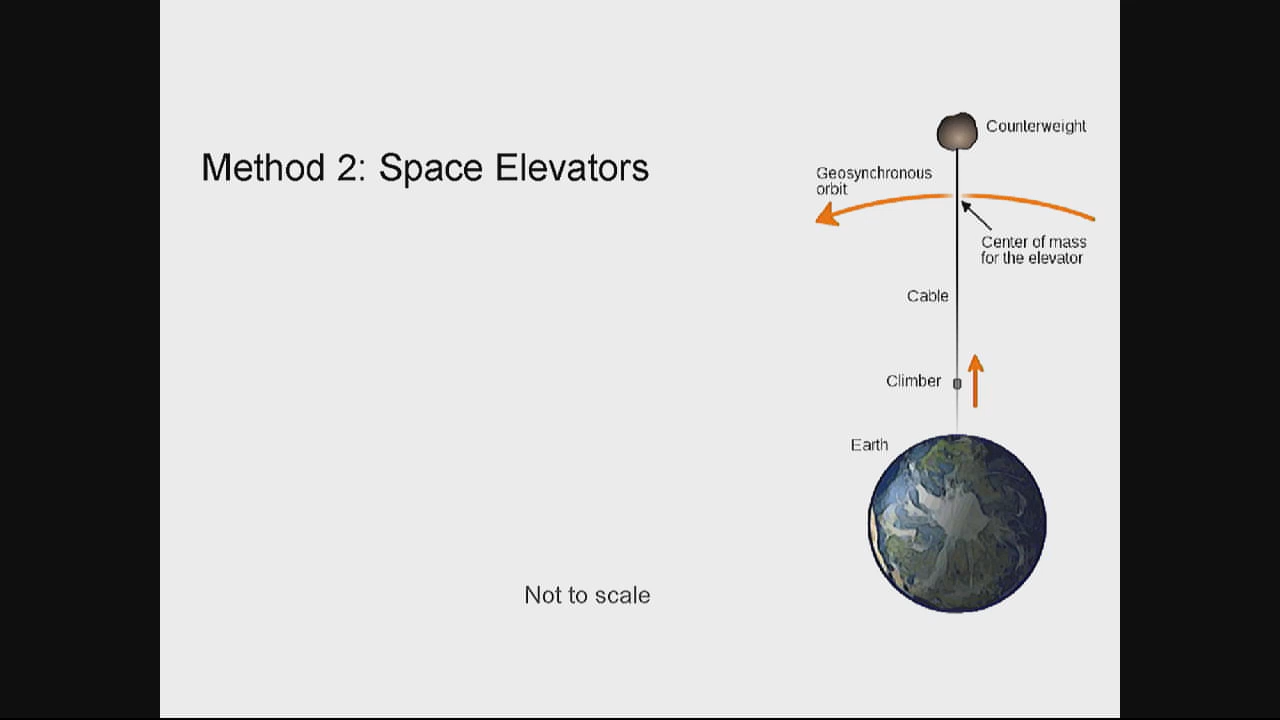 Method 2: Space Elevators
Counterweight
Geosynchronous
orbit
Center of mass
for the elevator
Cable
Climber
Earth
Not to scale